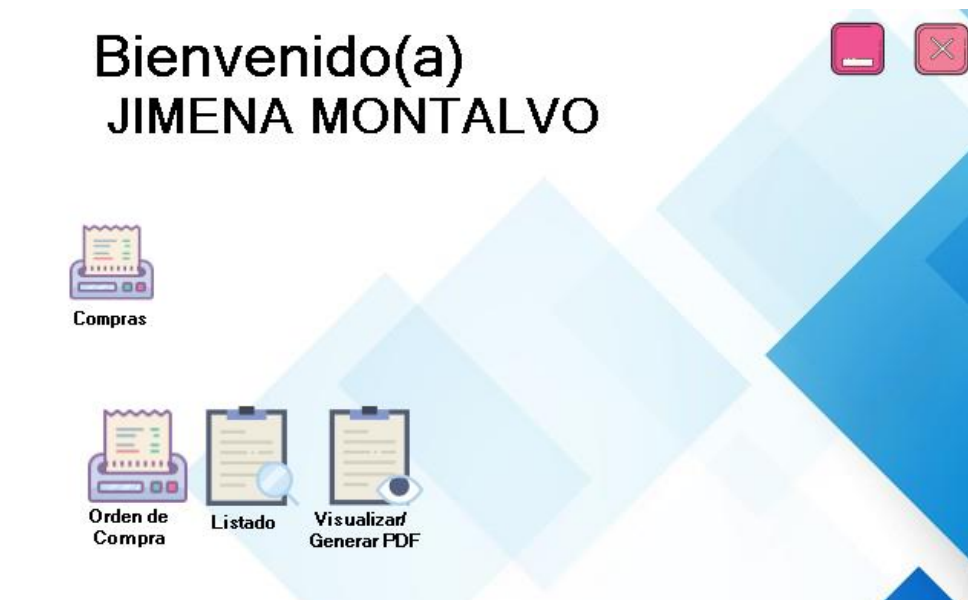 Bienvenido(a)
JIMENA MONTALVO
Compras
Orden de
Compra
Listado
Visualizar/
Generar PDF